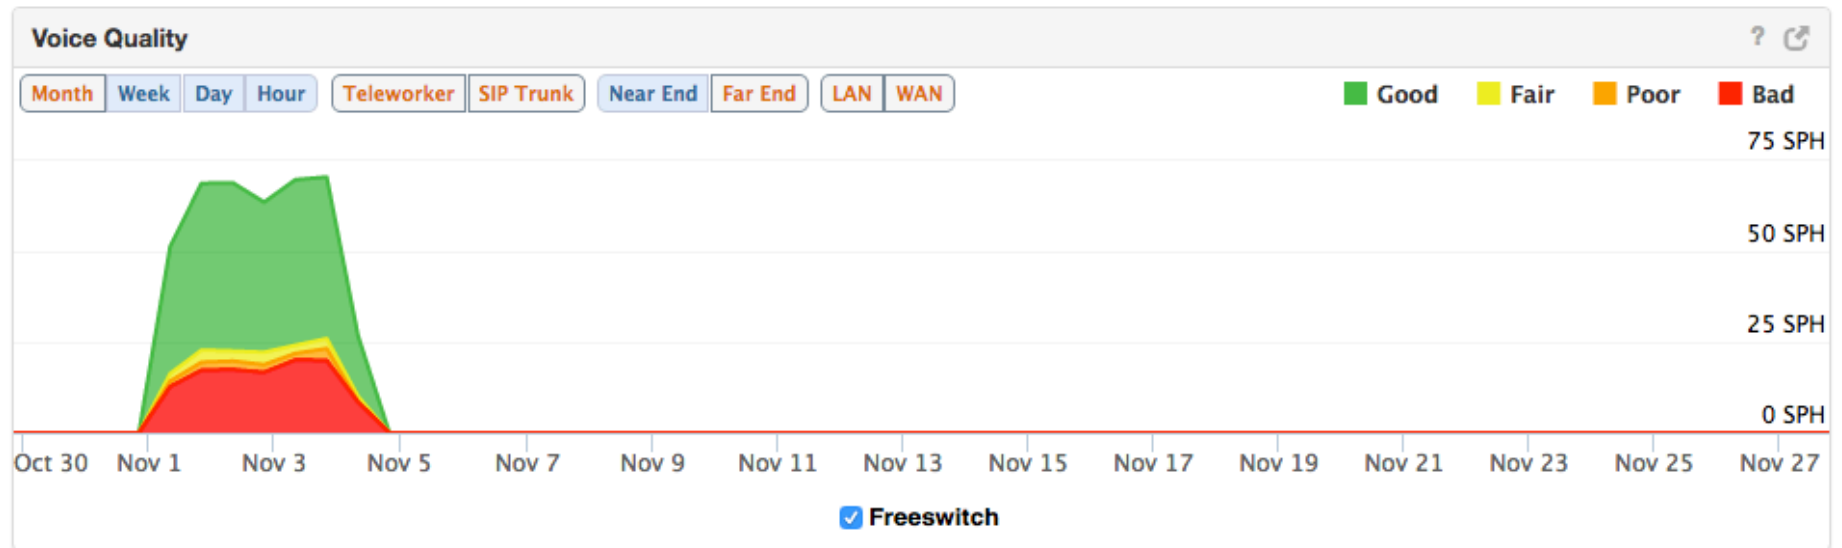 Voice Quality ?
Month Week Day Hour Teleworker SIP Trunk Near End Far End LAN WAN Good Fair Poor Bad
75 SPH
50 SPH
25 SPH
0 SPH
Oct 30 Nov 1 Nov 3 Nov 5 Nov 7 Nov 9 Nov 11 Nov 13 Nov 15 Nov 17 Nov 19 Nov 21 Nov 23 Nov 25 Nov 27
Freeswitch